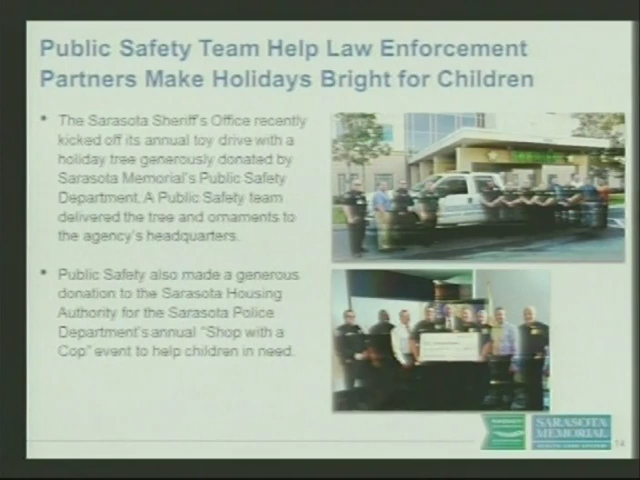 Public Safety Team Help Law Enforcement
Partners Make Holidays Bright for Children
• The Sarasota Sheriff's Office recently
kicked off its annual toy drive with a
holiday tree generously donated by
Sarasota Memorial's Public Safety
Department. A Public Safety team
delivered the tree and ornaments to
the agency's headquarters.
• Public Safety also made a generous
donation to the Sarasota Housing
Authority for the Sarasota Police
Department's annual "Shop with a
Cop" event to help children in need.
SARASOTA
MEMORIAL
HEALTH CARE SYSTEM
14